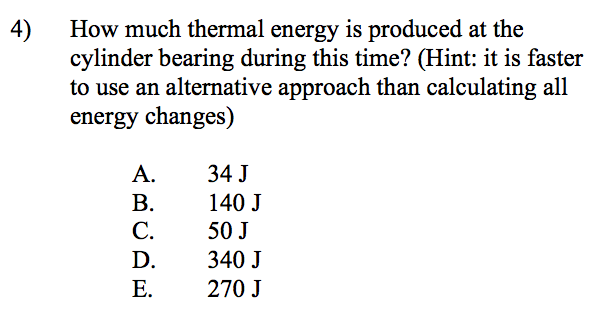 4) How much thermal energy is produced at the
cylinder bearing during this time? (Hint: it is faster
to use an alternative approach than calculating all
energy changes)
A. 34 J
B. 140 J
C. 50 J
D. 340 J
E. 270 J